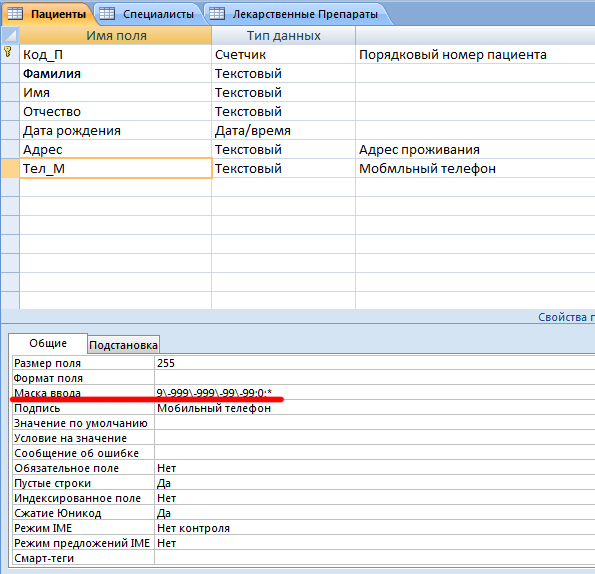 Пациенты Специалисты Лекарственные Препараты
Имя поля Тип данных
Код_П Счетчик Порядковый номер пациента
Фамилия Текстовый
Имя Текстовый
Отчество Текстовый
Дата рождения Дата/время
Адрес Текстовый Адрес проживания
Тел_М Текстовый Мобмльный телефон
Свойства п
Общие Подстановка
Размер поля 255
Формат поля
Маска ввода 9\-999\-999\-99\-99;0;*
Подпись Мобильный телефон
Значение по умолчанию
Условие на значение
Сообщение об ошибке
Обязательное поле Нет
Пустые строки Да
Индексированное поле Нет
Сжатие Юникод Да
Режим IME Нет контроля
Режим предложений IME Нет
Смарт-теги